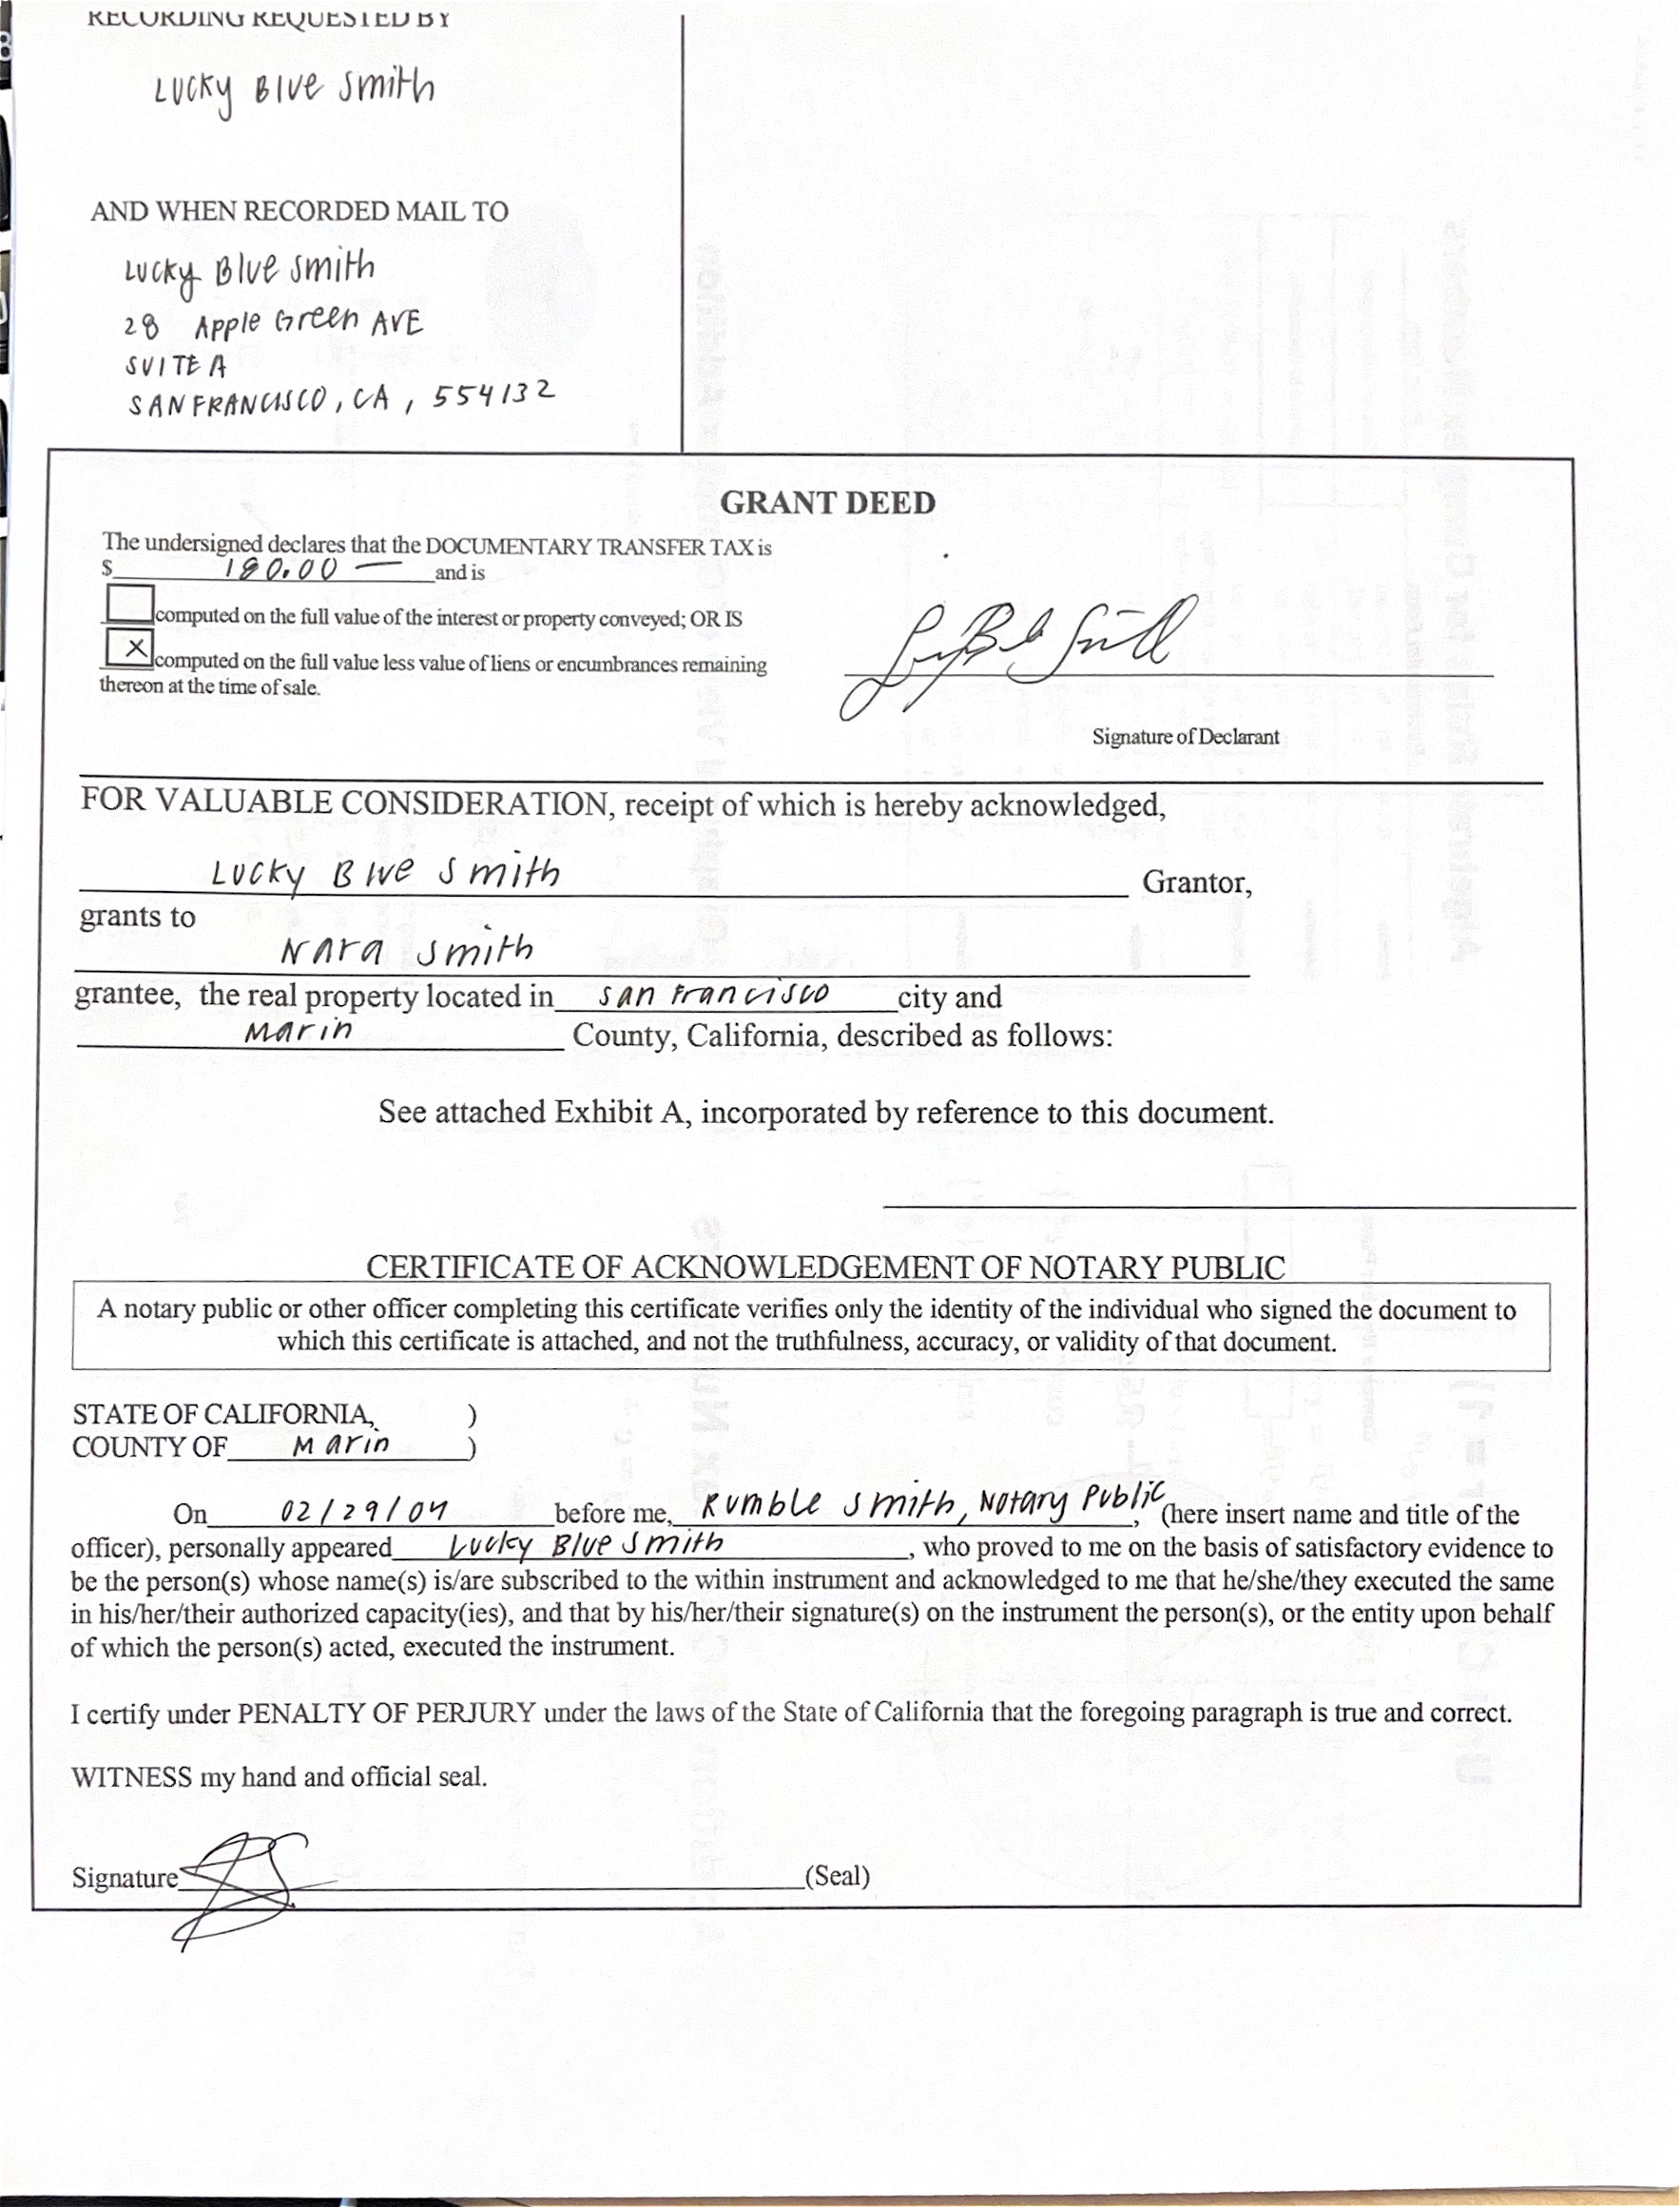 RECORDING REQUESTED BY
Lucky Blue Smith
AND WHEN RECORDED MAIL TO
Lucky Blue Smith
28 Apple Green AVE
SUITE A
SAN FRANCISCO, CA, 554132
GRANT DEED
The undersigned declares that the DOCUMENTARY TRANSFER TAX is
$ 180.00 — and is
computed on the full value of the interest or property conveyed; OR IS
X computed on the full value less value of liens or encumbrances remaining
thereon at the time of sale.
Signature of Declarant
FOR VALUABLE CONSIDERATION, receipt of which is hereby acknowledged,
Lucky Blue Smith Grantor,
grants to
Nara Smith
grantee, the real property located in San Francisco city and
Marin County, California, described as follows:
See attached Exhibit A, incorporated by reference to this document.
CERTIFICATE OF ACKNOWLEDGEMENT OF NOTARY PUBLIC
A notary public or other officer completing this certificate verifies only the identity of the individual who signed the document to
which this certificate is attached, and not the truthfulness, accuracy, or validity of that document.
STATE OF CALIFORNIA, )
COUNTY OF Marin )
On 02/29/04 before me, Rumble Smith, Notary Public, (here insert name and title of the
officer), personally appeared Lucky Blue Smith, who proved to me on the basis of satisfactory evidence to
be the person(s) whose name(s) is/are subscribed to the within instrument and acknowledged to me that he/she/they executed the same
in his/her/their authorized capacity(ies), and that by his/her/their signature(s) on the instrument the person(s), or the entity upon behalf
of which the person(s) acted, executed the instrument.
I certify under PENALTY OF PERJURY under the laws of the State of California that the foregoing paragraph is true and correct.
WITNESS my hand and official seal.
Signature (Seal)